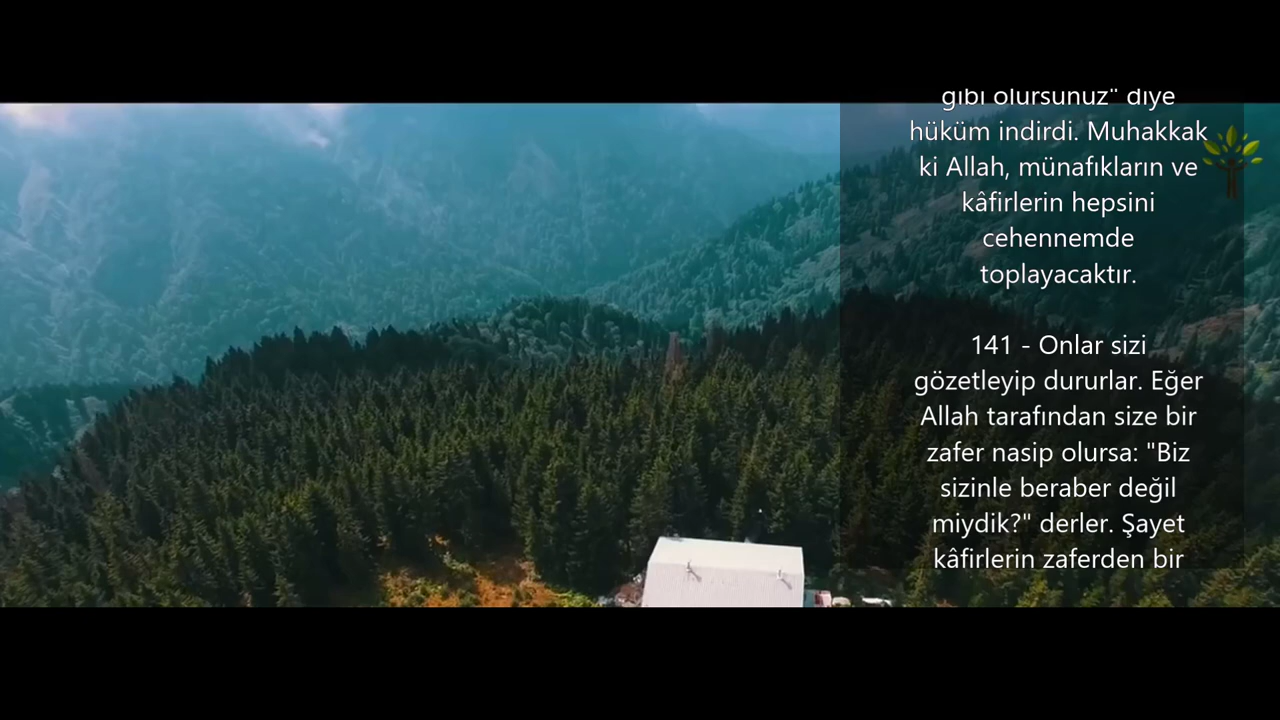 gibi olursunuz" diye
hüküm indirdi. Muhakkak
ki Allah, münafıkların ve
kâfirlerin hepsini
cehennemde
toplayacaktır.
141 - Onlar sizi
gözetleyip dururlar. Eğer
Allah tarafından size bir
zafer nasip olursa: "Biz
sizinle beraber değil
miydik?" derler. Şayet
kâfirlerin zaferden bir